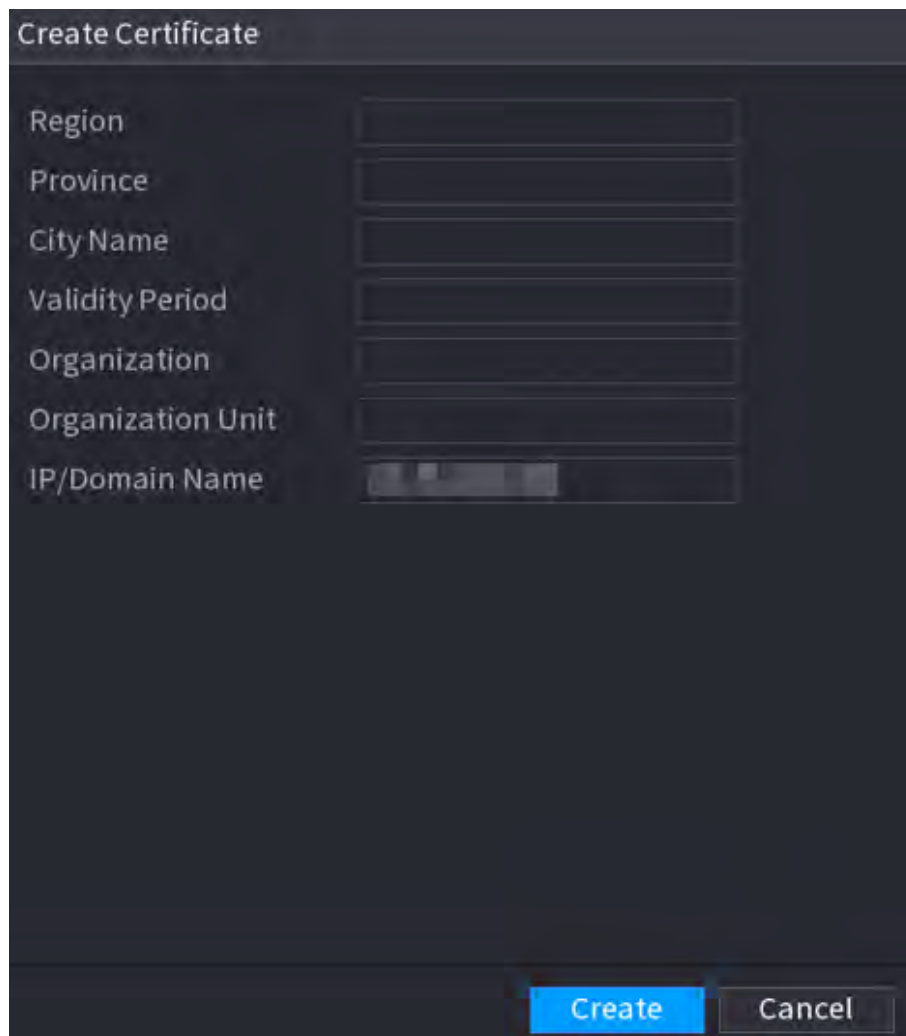 Create Certificate
Region
Province
City Name
Validity Period
Organization
Organization Unit
IP/Domain Name
Create Cancel